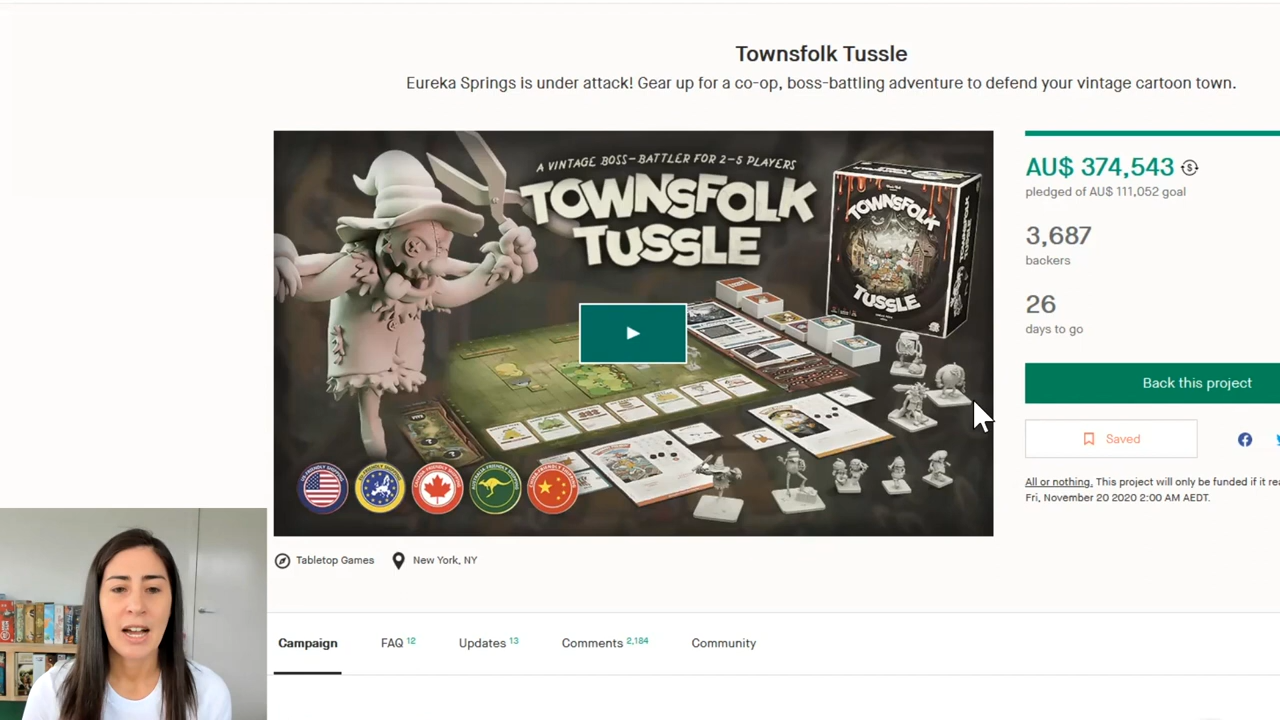 Townsfolk Tussle
Eureka Springs is under attack! Gear up for a co-op, boss-battling adventure to defend your vintage cartoon town.
A VINTAGE BOSS-BATTLER FOR 2-5 PLAYERS
TOWNSFOLK
TUSSLE
TOWNSFOLK
TUSSLE
AU$ 374,543
pledged of AU$ 111,052 goal
3,687
backers
26
days to go
Back this project
Saved
All or nothing. This project will only be funded if it
Fri, November 20 2020 2:00 AM AEDT.
Tabletop Games
New York, NY
Campaign
FAQ 12
Updates 13
Comments 2,184
Community